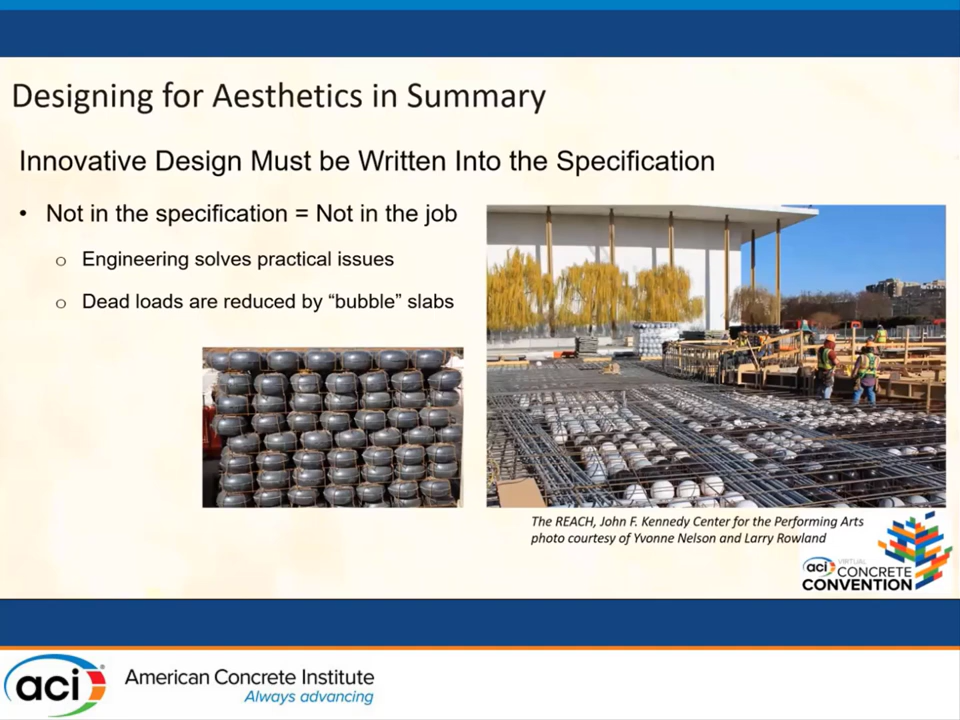 Designing for Aesthetics in Summary
Innovative Design Must be Written Into the Specification
• Not in the specification = Not in the job
o Engineering solves practical issues
o Dead loads are reduced by “bubble” slabs
The REACH, John F. Kennedy Center for the Performing Arts
photo courtesy of Yvonne Nelson and Larry Rowland
aci VIRTUAL
CONCRETE
CONVENTION
aci® American Concrete Institute
Always advancing